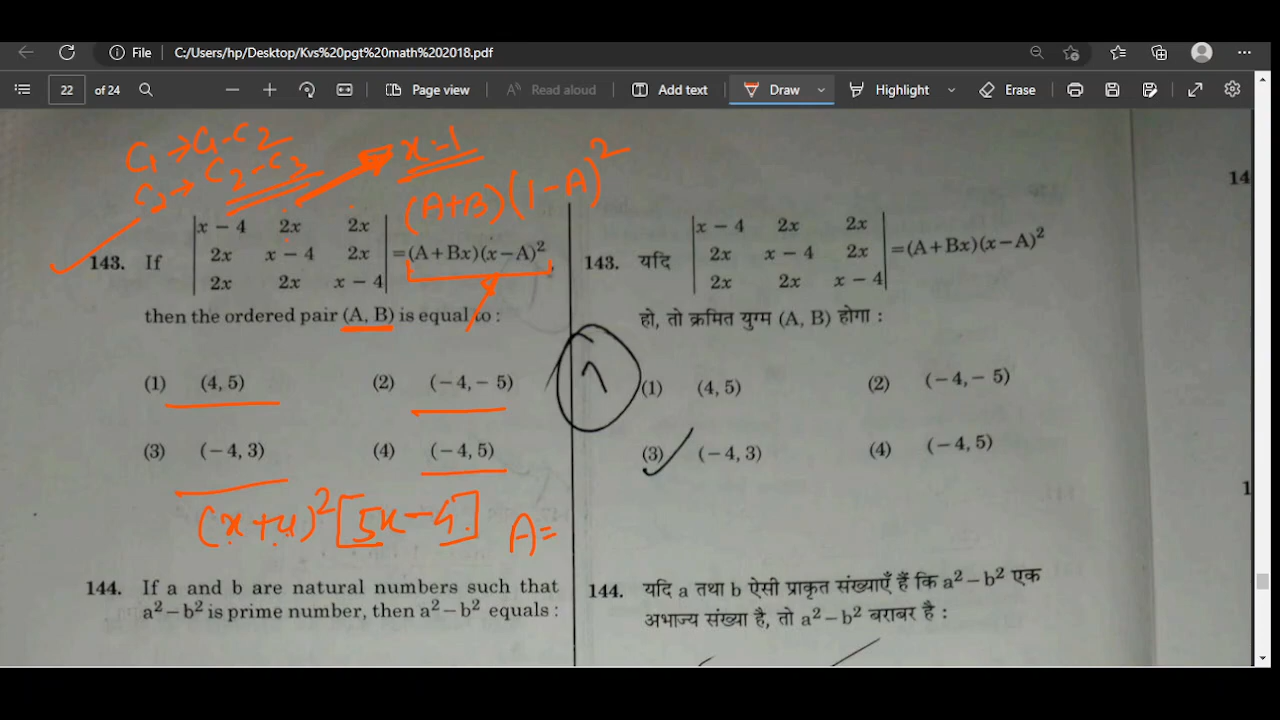 File C:/Users/hp/Desktop/Kvs%20pgt%20math%202018.pdf
22 of 24 Page view Read aloud Add text Draw Highlight Erase
C1 → C1-C2
C2 → C2-C3
x=1
(A+B)(1-A)²
14
143. If
x−4 2x 2x
2x x−4 2x
2x 2x x−4
=(A+Bx)(x−A)²
then the ordered pair (A, B) is equal to :
(1) (4, 5) (2) (−4, −5)
(3) (−4, 3) (4) (−4, 5)
(x+4)²[5x-4] A=
144. If a and b are natural numbers such that
a²−b² is prime number, then a²−b² equals :
143. यदि
x−4 2x 2x
2x x−4 2x
2x 2x x−4
=(A+Bx)(x−A)²
हो, तो क्रमित युग्म (A, B) होगा :
(1) (4, 5) (2) (−4, −5)
(3) (−4, 3) (4) (−4, 5)
144. यदि a तथा b ऐसी प्राकृत संख्याएँ हैं कि a²−b² एक
अभाज्य संख्या है, तो a²−b² बराबर है :
1